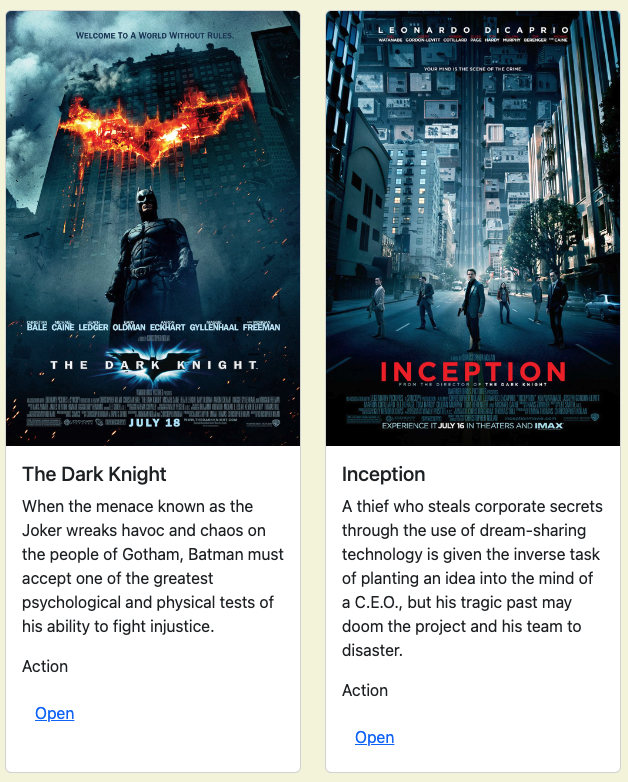 WELCOME TO A WORLD WITHOUT RULES.
BALE CAINE LEDGER OLDMAN ECKHART GYLLENHAAL FREEMAN
THE DARK KNIGHT
JULY 18
The Dark Knight
When the menace known as the
Joker wreaks havoc and chaos on
the people of Gotham, Batman must
accept one of the greatest
psychological and physical tests of
his ability to fight injustice.
Action
Open
LEONARDO DICAPRIO
WATANABE GORDON-LEVITT COTILLARD PAGE HARDY MURPHY BERENGER AND CAINE
YOUR MIND IS THE SCENE OF THE CRIME.
INCEPTION
FROM THE DIRECTOR OF THE DARK KNIGHT
EXPERIENCE IT JULY 16 IN THEATERS AND IMAX
Inception
A thief who steals corporate secrets
through the use of dream-sharing
technology is given the inverse task
of planting an idea into the mind of
a C.E.O., but his tragic past may
doom the project and his team to
disaster.
Action
Open